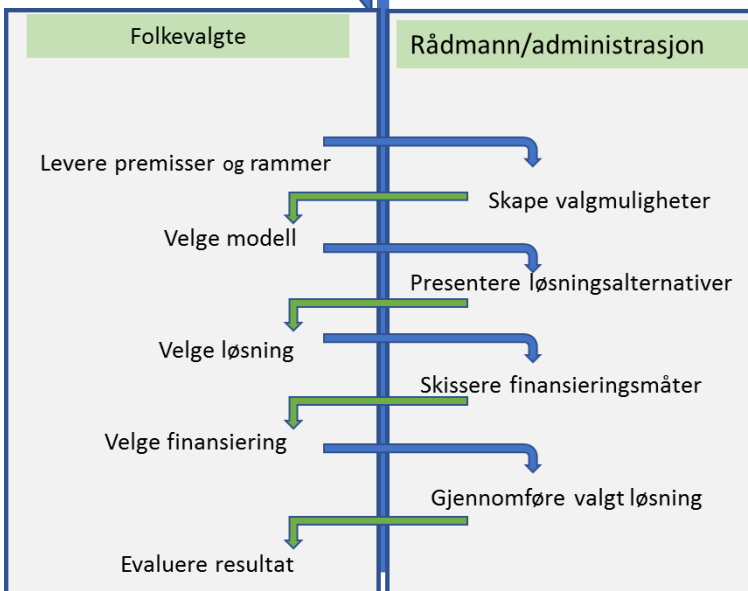 Folkevalgte
Rådmann/administrasjon
Levere premisser og rammer
Skape valgmuligheter
Velge modell
Presentere løsningsalternativer
Velge løsning
Skissere finansieringsmåter
Velge finansiering
Gjennomføre valgt løsning
Evaluere resultat